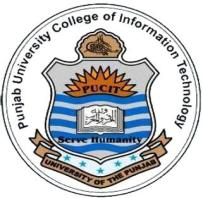 Punjab University College of Information Technology
PUCIT
Serve Humanity
UNIVERSITY OF THE PUNJAB